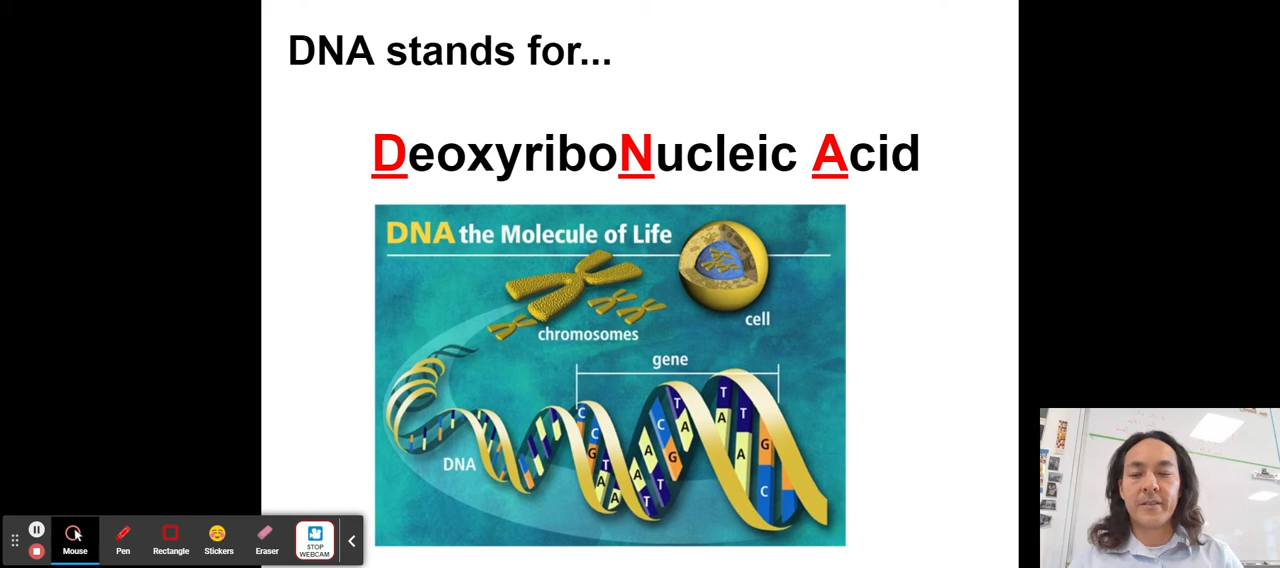 DNA stands for...
DeoxyriboNucleic Acid
DNA the Molecule of Life
chromosomes
cell
gene
DNA
C
C
G
T
A
A
A
T
T
C
G
T
A
T
A
T
A
G
C
Mouse
Pen
Rectangle
Stickers
Eraser
STOP
WEBCAM